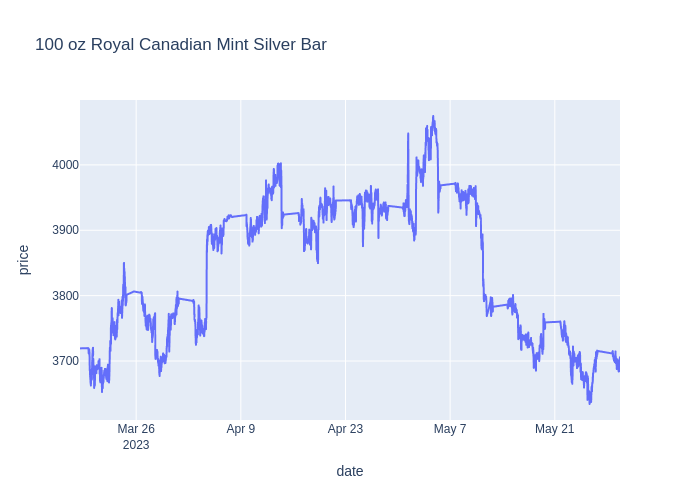 100 oz Royal Canadian Mint Silver Bar
price
4000
3900
3800
3700
Mar 26
2023
Apr 9
Apr 23
May 7
May 21
date